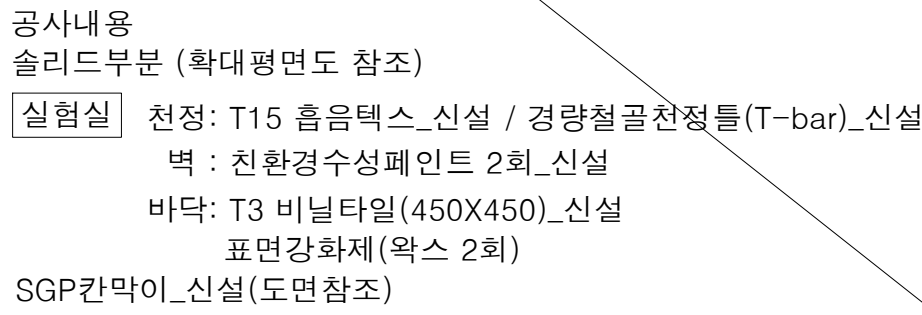 공사내용
솔리드부분 (확대평면도 참조)
실험실 천정: T15 흡음텍스_신설 / 경량철골천정틀(T-bar)_신설
벽 : 친환경수성페인트 2회_신설
바닥: T3 비닐타일(450X450)_신설
표면강화제(왁스 2회)
SGP칸막이_신설(도면참조)